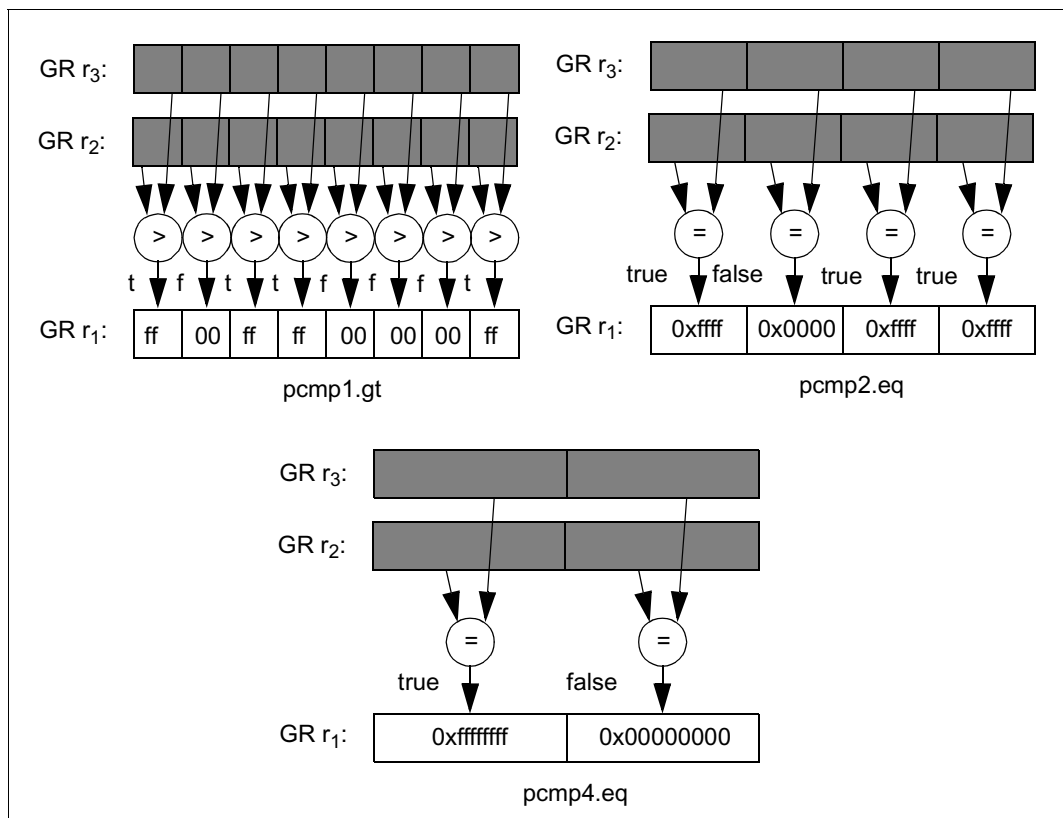 GR r3:
GR r2:
> > > > > > > >
t f t t f f f t
GR r1: ff 00 ff ff 00 00 00 ff
pcmp1.gt
GR r3:
GR r2:
= = = =
true false true true
GR r1: 0xffff 0x0000 0xffff 0xffff
pcmp2.eq
GR r3:
GR r2:
= =
true false
GR r1: 0xffffffff 0x00000000
pcmp4.eq